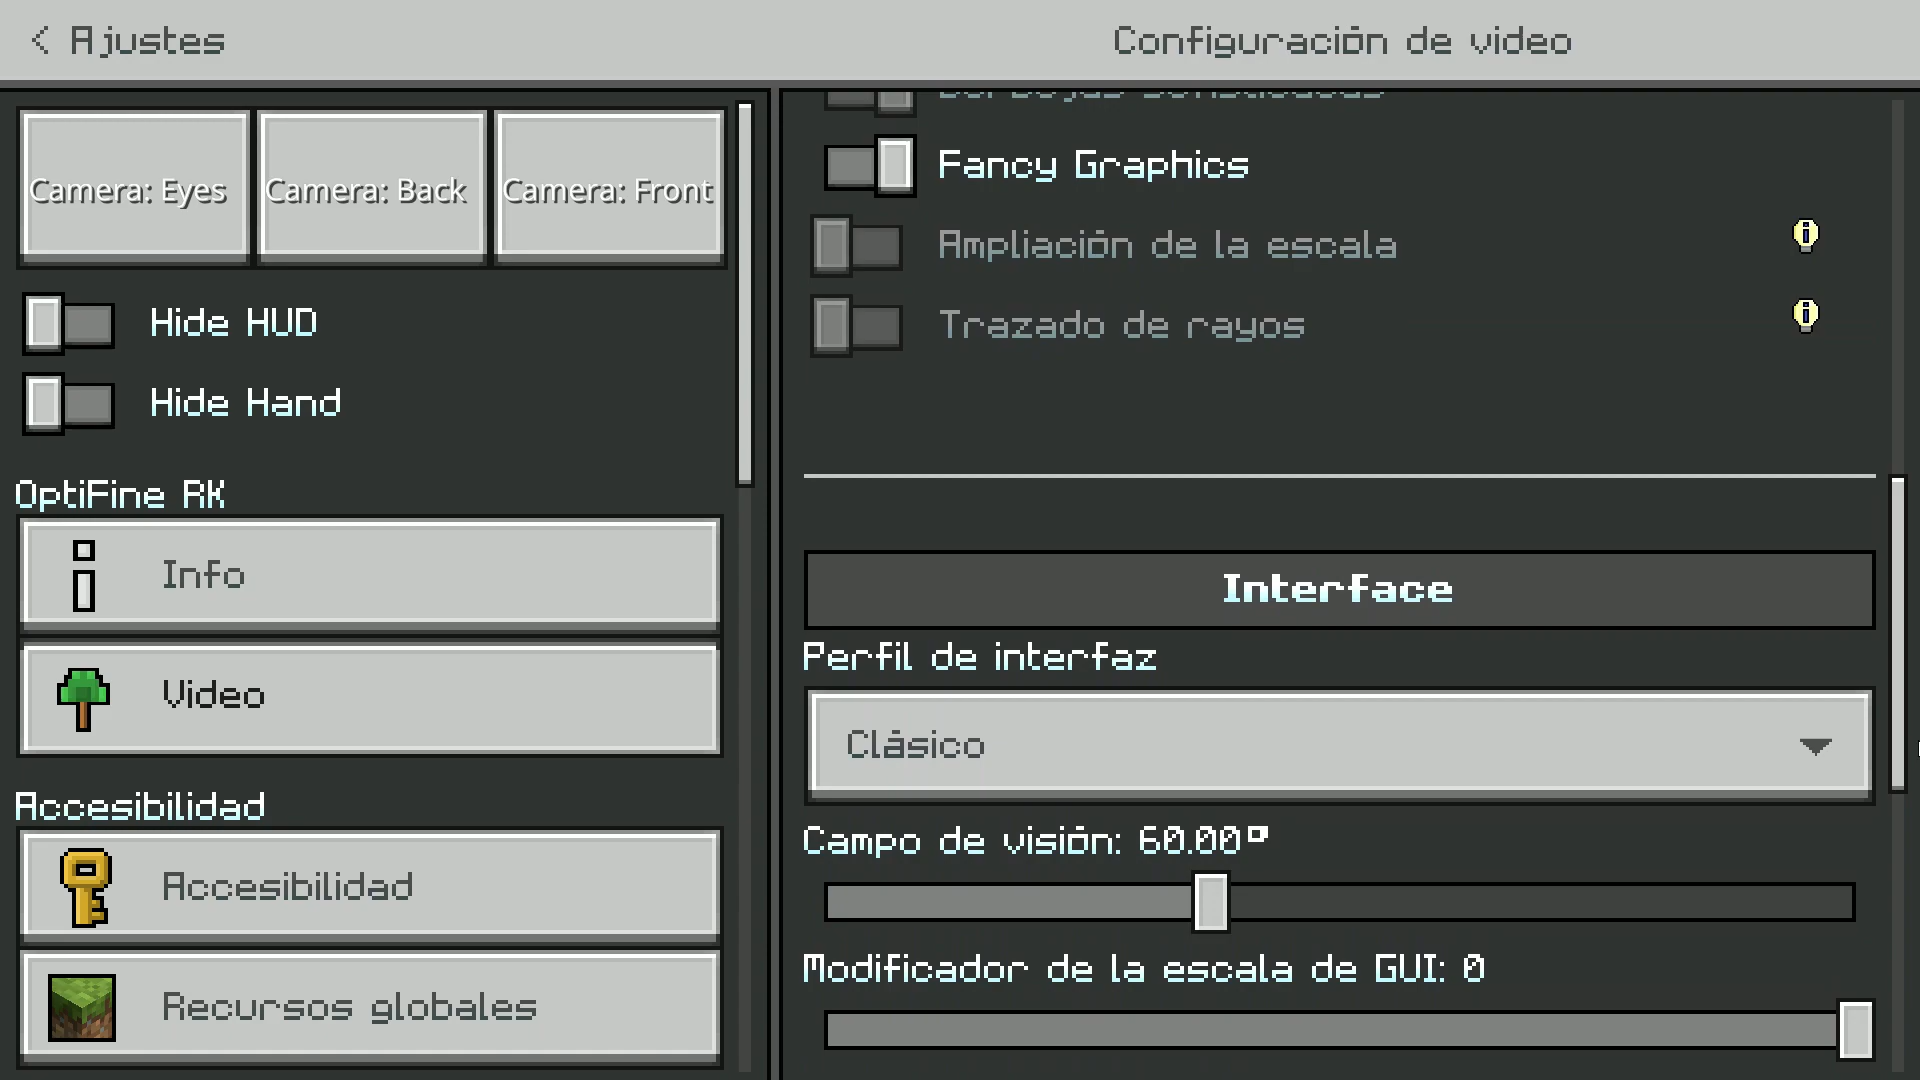 Ajustes
Configuración de video
Camera: Eyes
Camera: Back
Camera: Front
Hide HUD
Hide Hand
OptiFine RK
Info
Video
Accesibilidad
Accesibilidad
Recursos globales
Fancy Graphics
Ampliación de la escala
Trazado de rayos
Interface
Perfil de interfaz
Clásico
Campo de visión: 60.00°
Modificador de la escala de GUI: 0